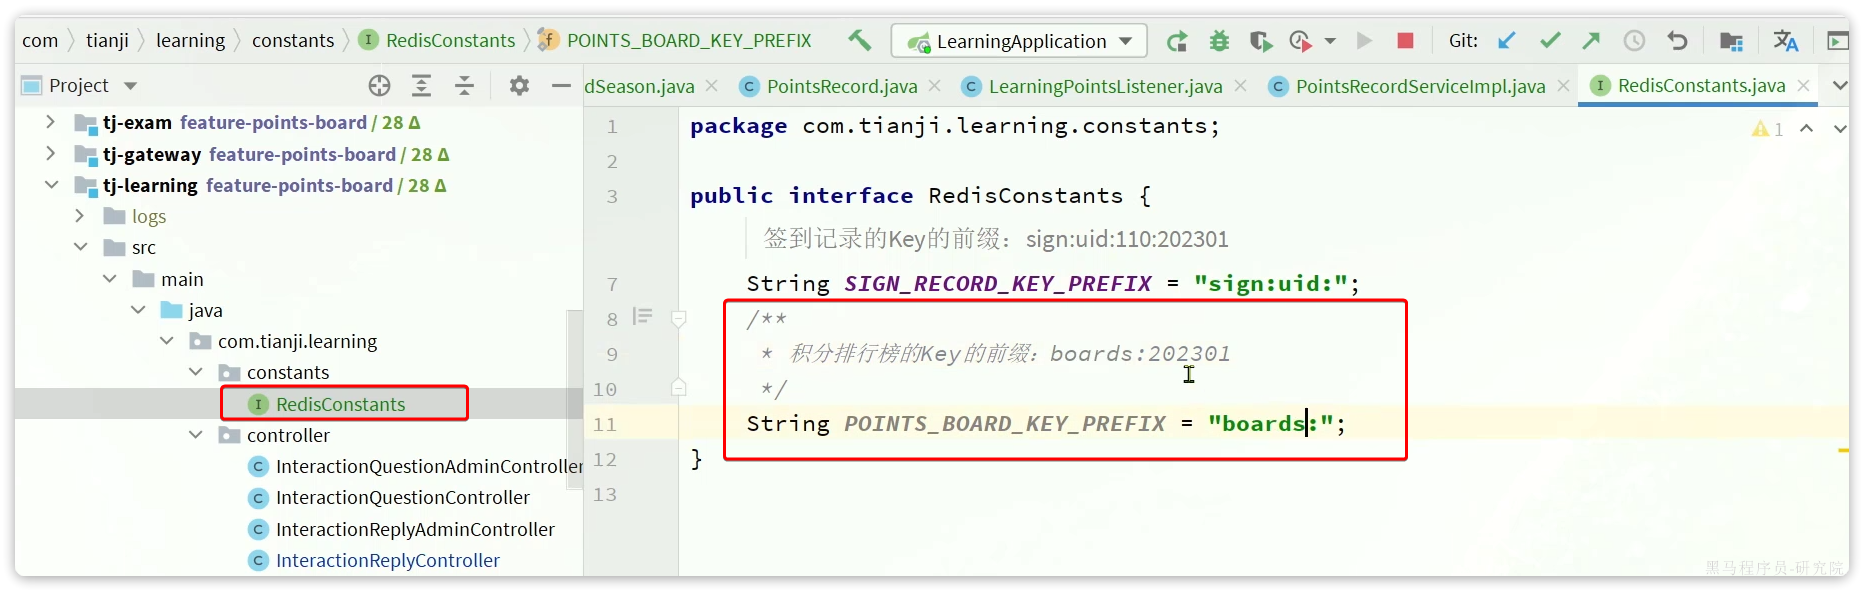 com tianji learning constants RedisConstants POINTS_BOARD_KEY_PREFIX LearningApplication Git:
Project
dSeason.java PointsRecord.java LearningPointsListener.java PointsRecordServiceImpl.java RedisConstants.java
tj-exam feature-points-board / 28 Δ
tj-gateway feature-points-board / 28 Δ
tj-learning feature-points-board / 28 Δ
logs
src
main
java
com.tianji.learning
constants
RedisConstants
controller
InteractionQuestionAdminController
InteractionQuestionController
InteractionReplyAdminController
InteractionReplyController
1 package com.tianji.learning.constants;
1
2
3 public interface RedisConstants {
签到记录的Key的前缀：sign:uid:110:202301
7 String SIGN_RECORD_KEY_PREFIX = "sign:uid:";
8 /**
9 * 积分排行榜的Key的前缀：boards:202301
10 */
11 String POINTS_BOARD_KEY_PREFIX = "boards:";
12 }
13
黑马程序员-研究院